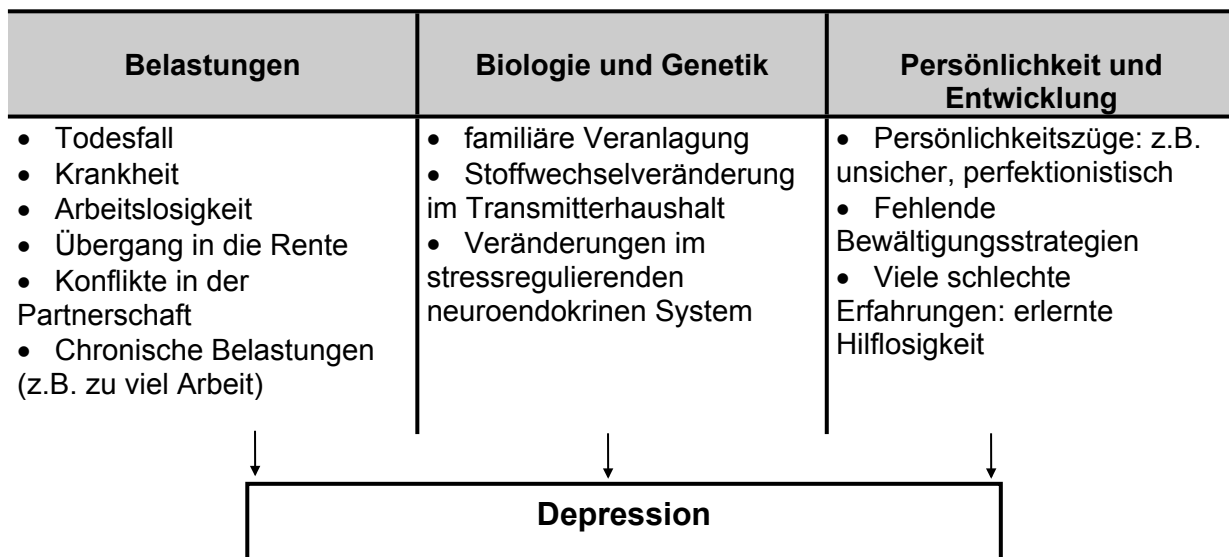 Belastungen
• Todesfall
• Krankheit
• Arbeitslosigkeit
• Übergang in die Rente
• Konflikte in der
Partnerschaft
• Chronische Belastungen
(z.B. zu viel Arbeit)
Biologie und Genetik
• familiäre Veranlagung
• Stoffwechselveränderung
im Transmitterhaushalt
• Veränderungen im
stressregulierenden
neuroendokrinen System
Persönlichkeit und
Entwicklung
• Persönlichkeitszüge: z.B.
unsicher, perfektionistisch
• Fehlende
Bewältigungsstrategien
• Viele schlechte
Erfahrungen: erlernte
Hilflosigkeit
Depression